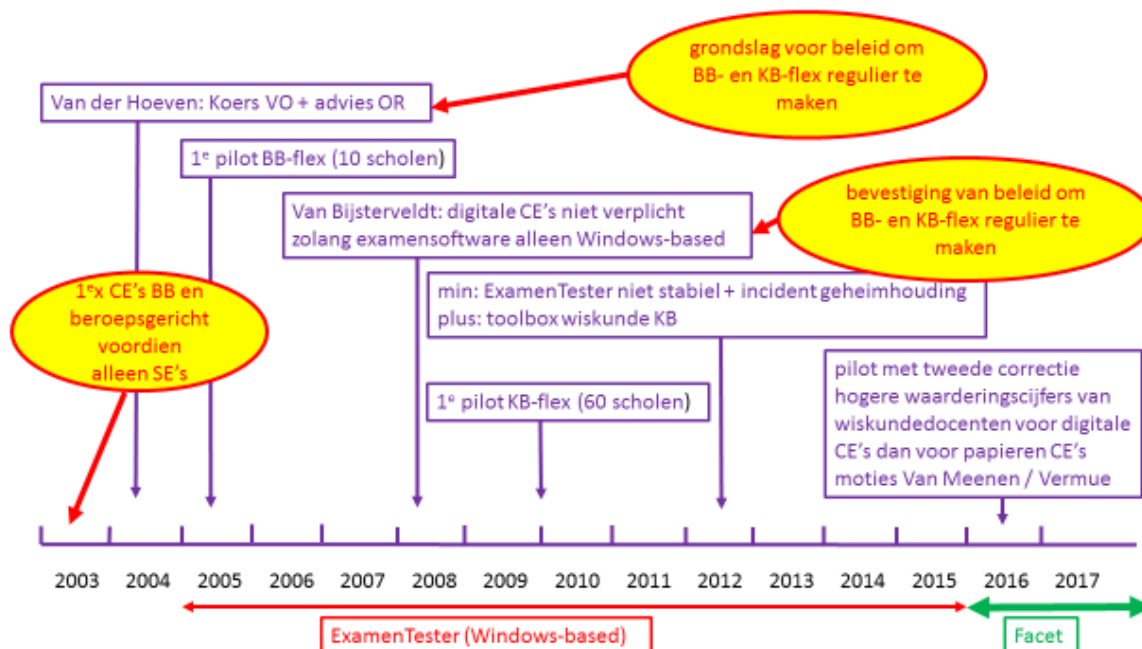 grondslag voor beleid om
BB- en KB-flex regulier te
maken
Van der Hoeven: Koers VO + advies OR
1e pilot BB-flex (10 scholen)
bevestiging van beleid om
BB- en KB-flex regulier te
maken
Van Bijsterveldt: digitale CE's niet verplicht
zolang examensoftware alleen Windows-based
1ex CE's BB en
beroepsgericht
voordien
alleen SE's
min: ExamenTester niet stabiel + incident geheimhouding
plus: toolbox wiskunde KB
1e pilot KB-flex (60 scholen)
pilot met tweede correctie
hogere waarderingscijfers van
wiskundedocenten voor digitale
CE's dan voor papieren CE's
moties Van Meenen / Vermue
2003 2004 2005 2006 2007 2008 2009 2010 2011 2012 2013 2014 2015 2016 2017
ExamenTester (Windows-based)
Facet